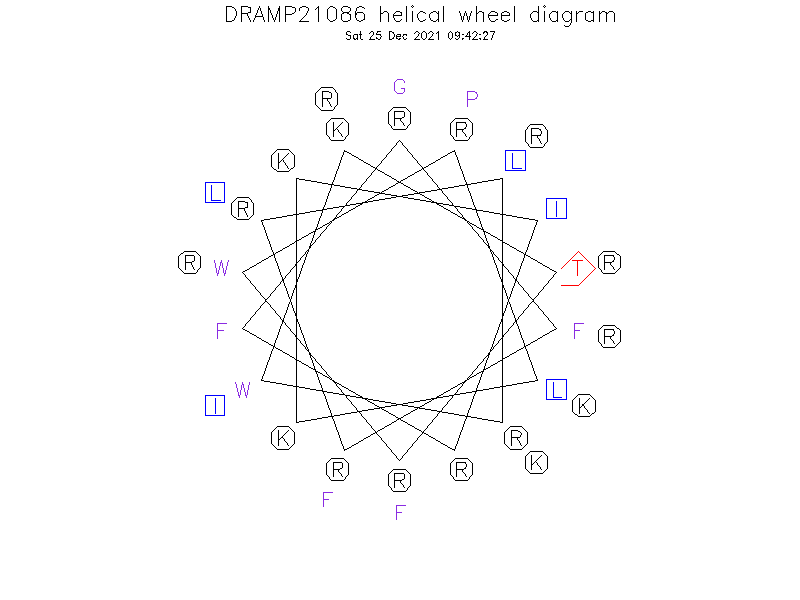 DRAMP21086 helical wheel diagram
Sat 25 Dec 2021 09:42:27
G
R P
K R R
K R
K L
L
R I
R W T R
F F R
W L
I K
K R
K
R R R
F
F